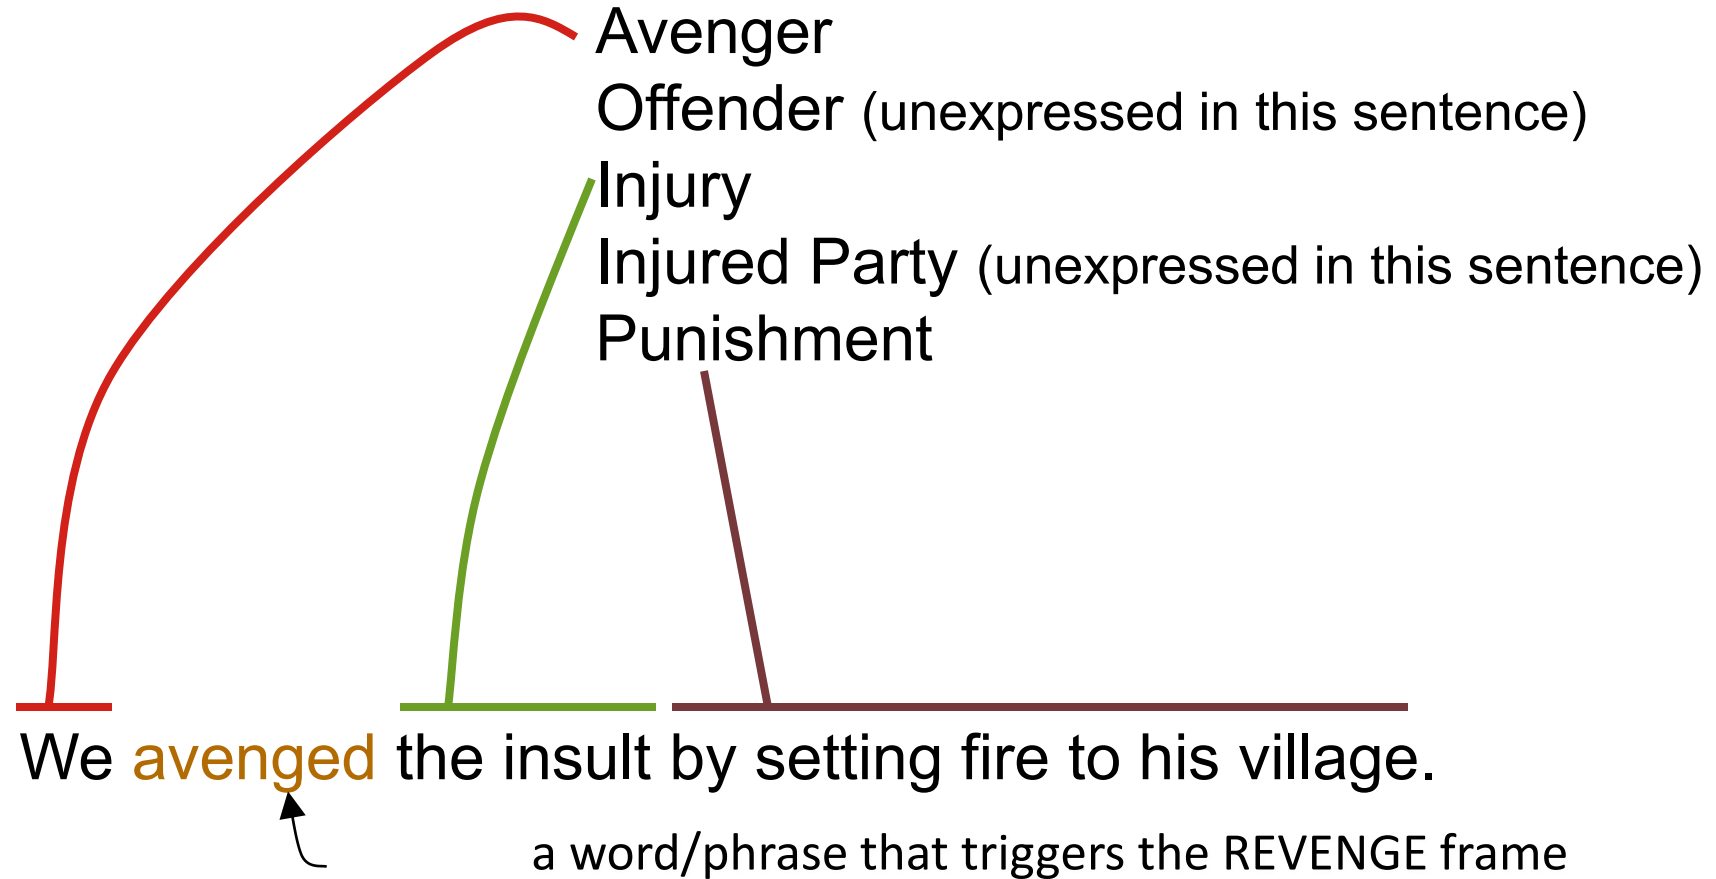 Avenger
Offender (unexpressed in this sentence)
Injury
Injured Party (unexpressed in this sentence)
Punishment
We avenged the insult by setting fire to his village.
a word/phrase that triggers the REVENGE frame